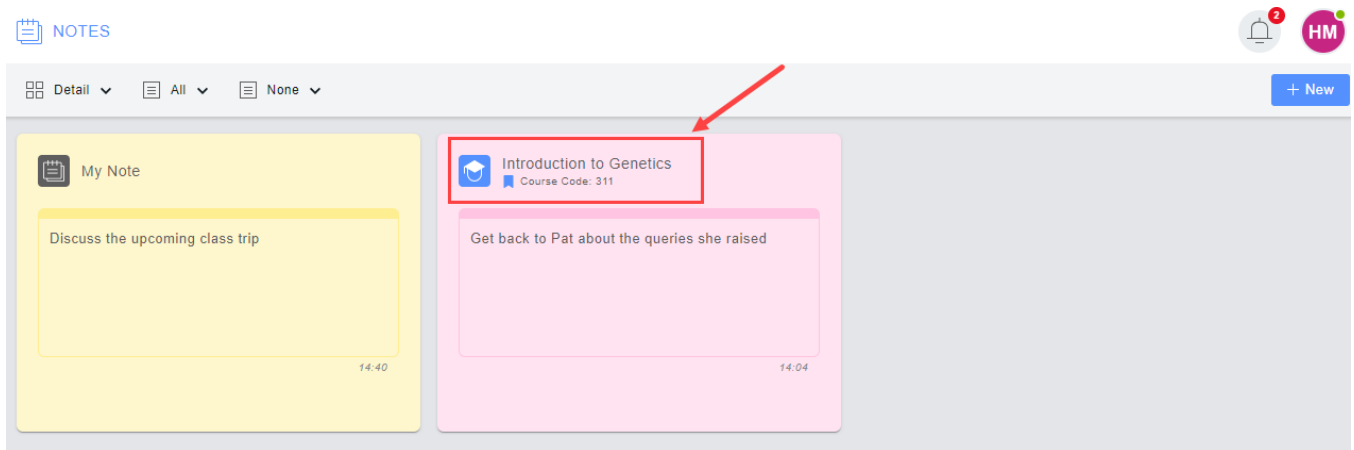 NOTES
2
HM
Detail
All
None
+ New
My Note
Introduction to Genetics
Course Code: 311
Discuss the upcoming class trip
Get back to Pat about the queries she raised
14:40
14:04